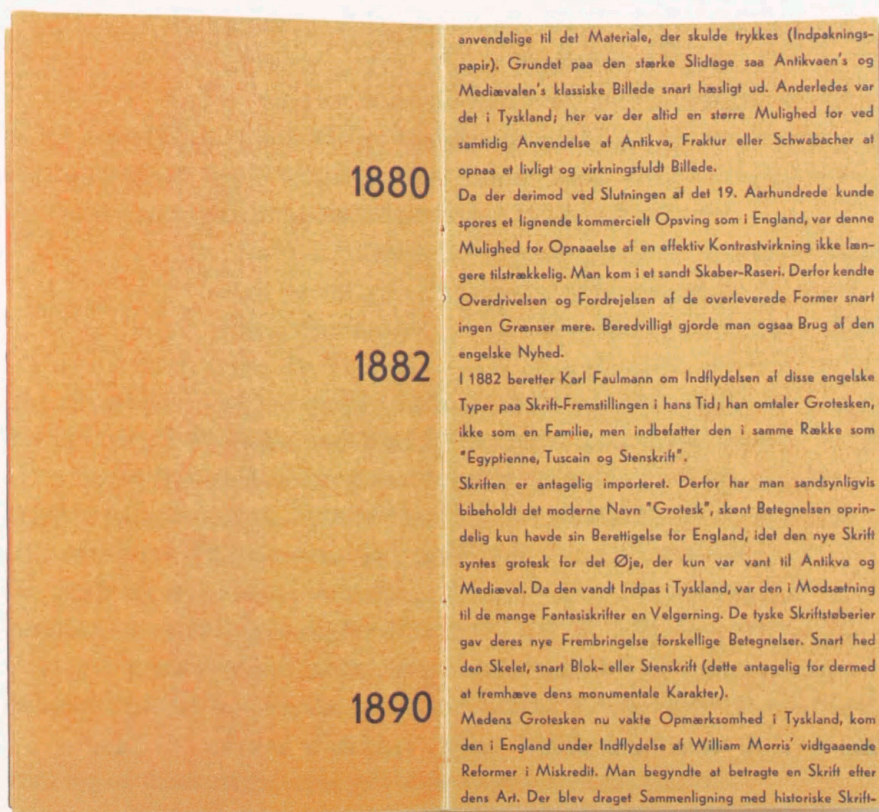 anvendelige til det Materiale, der skulde trykkes (Indpaknings-
papir). Grundet paa den stærke Slidtage saa Antikvaen's og
Mediævalen's klassiske Billede snart hæsligt ud. Anderledes var
det i Tyskland; her var der altid en større Mulighed for ved
samtidig Anvendelse af Antikva, Fraktur eller Schwabacher at
opnaa et livligt og virkningsfuldt Billede.
1880
Da der derimod ved Slutningen af det 19. Aarhundrede kunde
spores et lignende kommercielt Opsving som i England, var denne
Mulighed for Opnaaelse af en effektiv Kontrastvirkning ikke læn-
gere tilstrækkelig. Man kom i et sandt Skaber-Raseri. Derfor kendte
Overdrivelsen og Fordrejelsen af de overleverede Former snart
ingen Grænser mere. Beredvilligt gjorde man ogsaa Brug af den
engelske Nyhed.
1882
I 1882 beretter Karl Faulmann om Indflydelsen af disse engelske
Typer paa Skrift-Fremstillingen i hans Tid; han omtaler Grotesken,
ikke som en Familie, men indbefatter den i samme Række som
"Egyptienne, Tuscain og Stenskrift".
Skriften er antagelig importeret. Derfor har man sandsynligvis
bibeholdt det moderne Navn "Grotesk", skønt Betegnelsen oprin-
delig kun havde sin Berettigelse for England, idet den nye Skrift
syntes grotesk for det Øje, der kun var vant til Antikva og
Mediæval. Da den vandt Indpas i Tyskland, var den i Modsætning
til de mange Fantasiskrifter en Velgerning. De tyske Skriftstøberier
gav deres nye Frembringelse forskellige Betegnelser. Snart hed
den Skelet, snart Blok- eller Stenskrift (dette antagelig for dermed
at fremhæve dens monumentale Karakter).
1890
Medens Grotesken nu vakte Opmærksomhed i Tyskland, kom
den i England under Indflydelse af William Morris' vidtgaaende
Reformer i Miskredit. Man begyndte at betragte en Skrift efter
dens Art. Der blev draget Sammenligning med historiske Skrift-